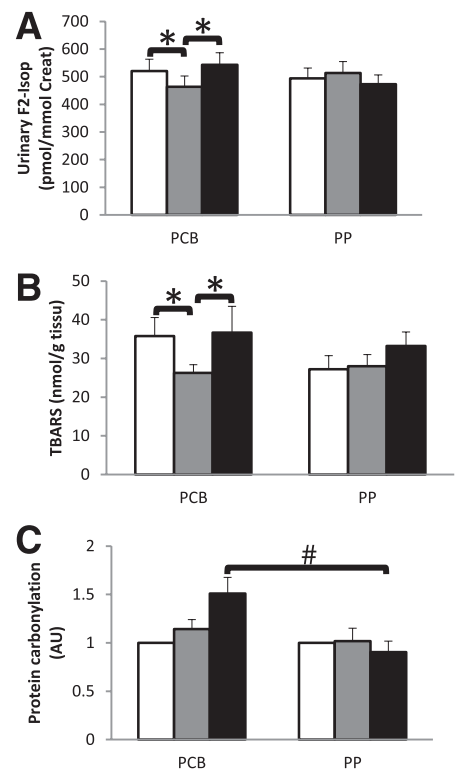 A
Urinary F2-Isop
(pmol/mmol Creat)
700
600
500
400
300
200
100
0
*
*
PCB
PP
B
TBARS (nmol/g tissu)
50
40
30
20
10
0
*
*
PCB
PP
C
Protein carbonylation
(AU)
2
1.5
1
0.5
0
#
PCB
PP